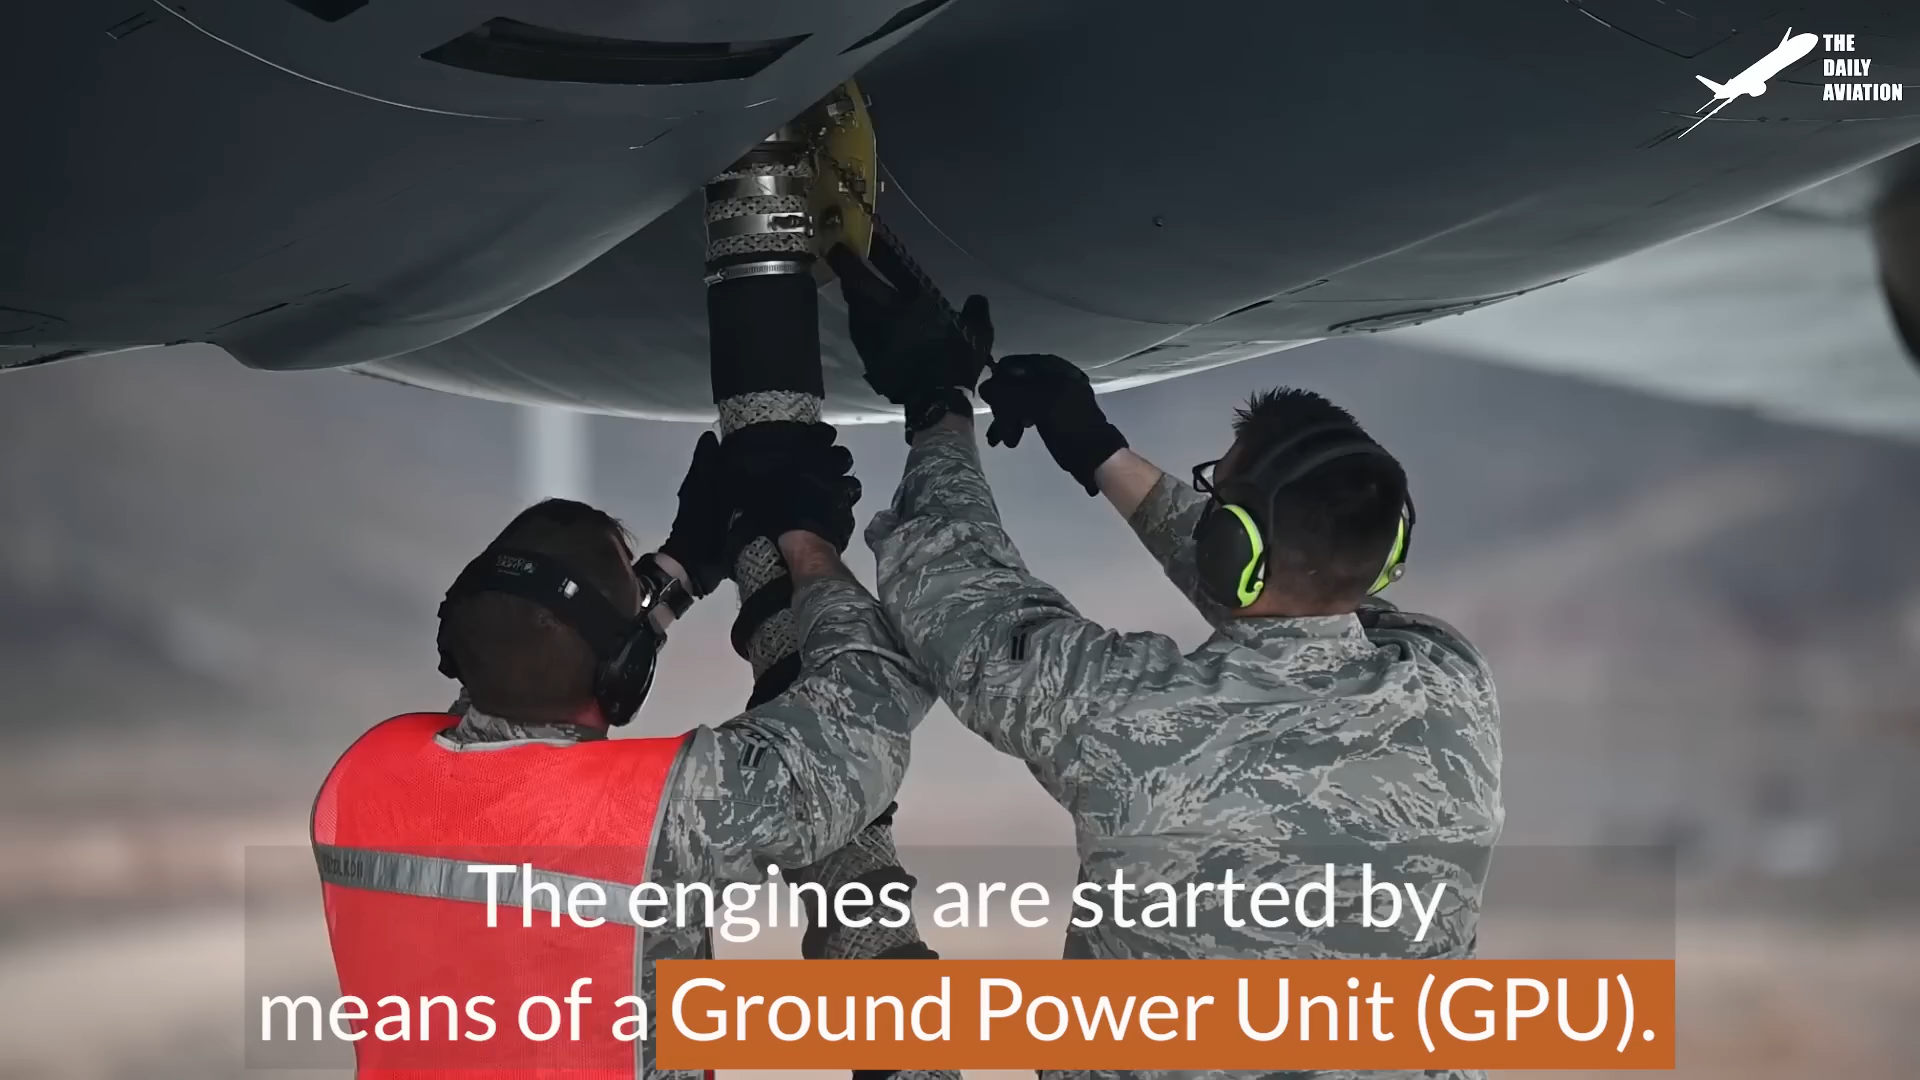 THE
DAILY
AVIATION
The engines are started by
means of a Ground Power Unit (GPU).